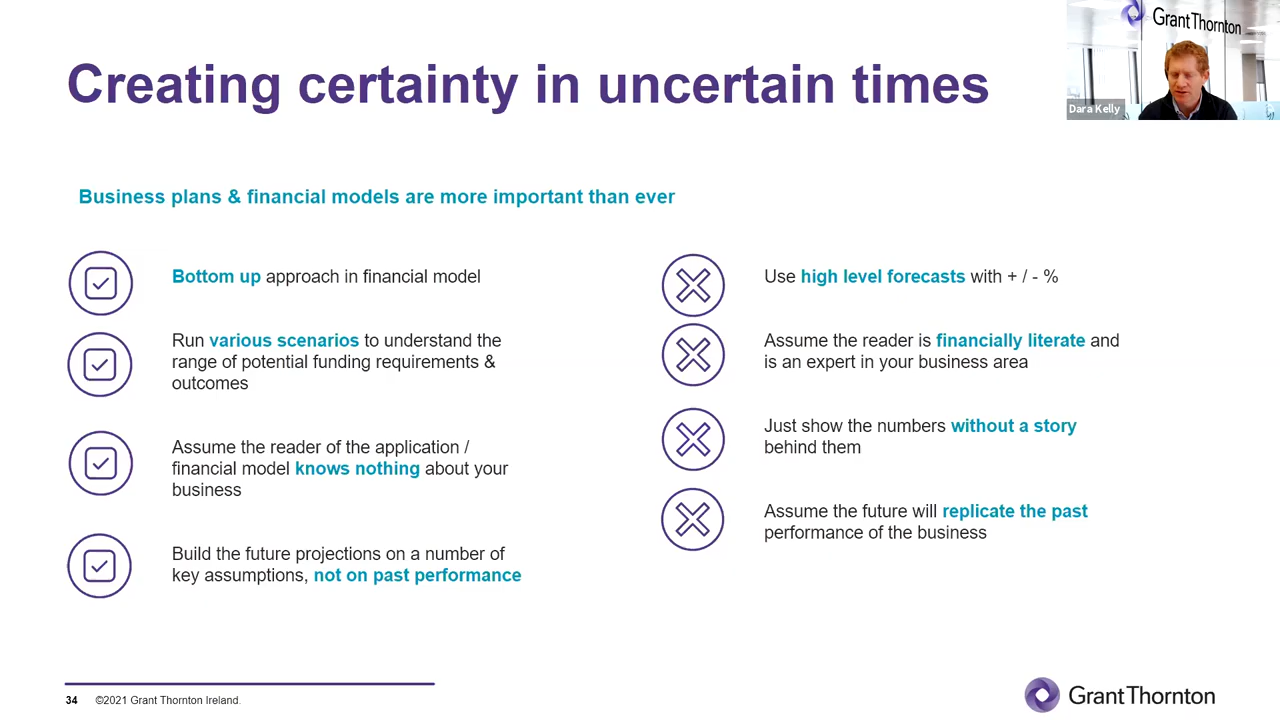 Creating certainty in uncertain times
GrantThornton
Dara Kelly
Business plans & financial models are more important than ever
Bottom up approach in financial model
Run various scenarios to understand the
range of potential funding requirements &
outcomes
Assume the reader of the application /
financial model knows nothing about your
business
Build the future projections on a number of
key assumptions, not on past performance
Use high level forecasts with + / - %
Assume the reader is financially literate and
is an expert in your business area
Just show the numbers without a story
behind them
Assume the future will replicate the past
performance of the business
34 ©2021 Grant Thornton Ireland.
GrantThornton